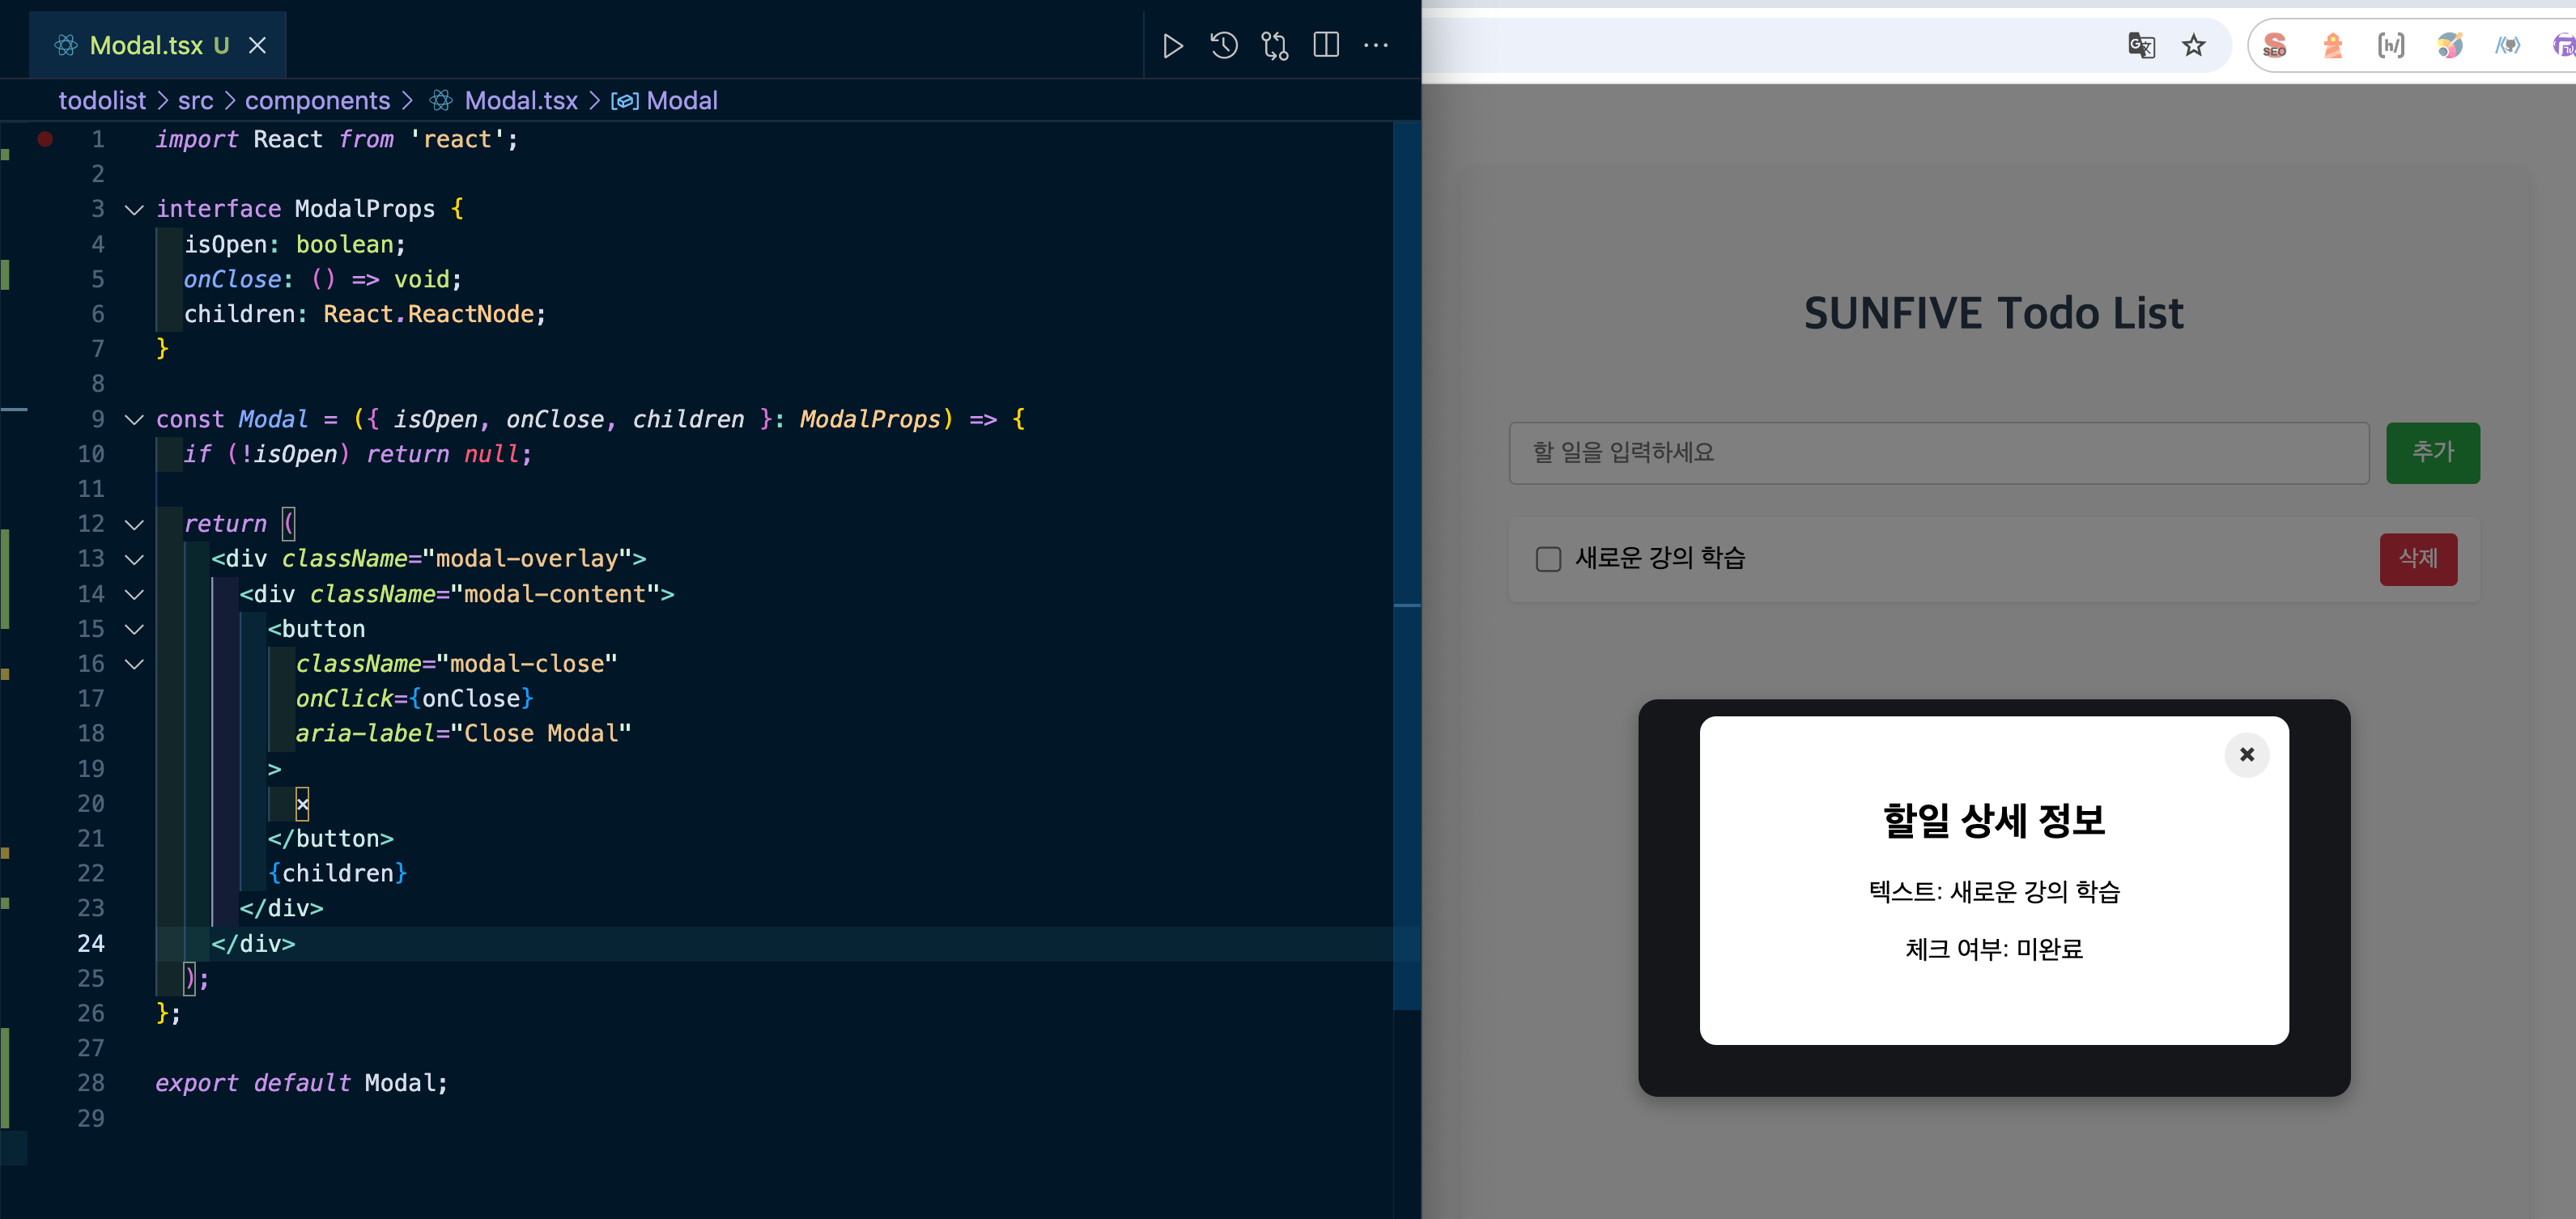 Modal.tsx U
todolist > src > components > Modal.tsx > Modal
1 import React from 'react';
2
3 interface ModalProps {
4 isOpen: boolean;
5 onClose: () => void;
6 children: React.ReactNode;
7 }
8
9 const Modal = ({ isOpen, onClose, children }: ModalProps) => {
10 if (!isOpen) return null;
11
12 return (
13 <div className="modal-overlay">
14 <div className="modal-content">
15 <button
16 className="modal-close"
17 onClick={onClose}
18 aria-label="Close Modal"
19 >
20 ×
21 </button>
22 {children}
23 </div>
24 </div>
25 );
26 };
27
28 export default Modal;
29
SEO
[h/]
SUNFIVE Todo List
할 일을 입력하세요
추가
새로운 강의 학습
삭제
×
할일 상세 정보
텍스트: 새로운 강의 학습
체크 여부: 미완료